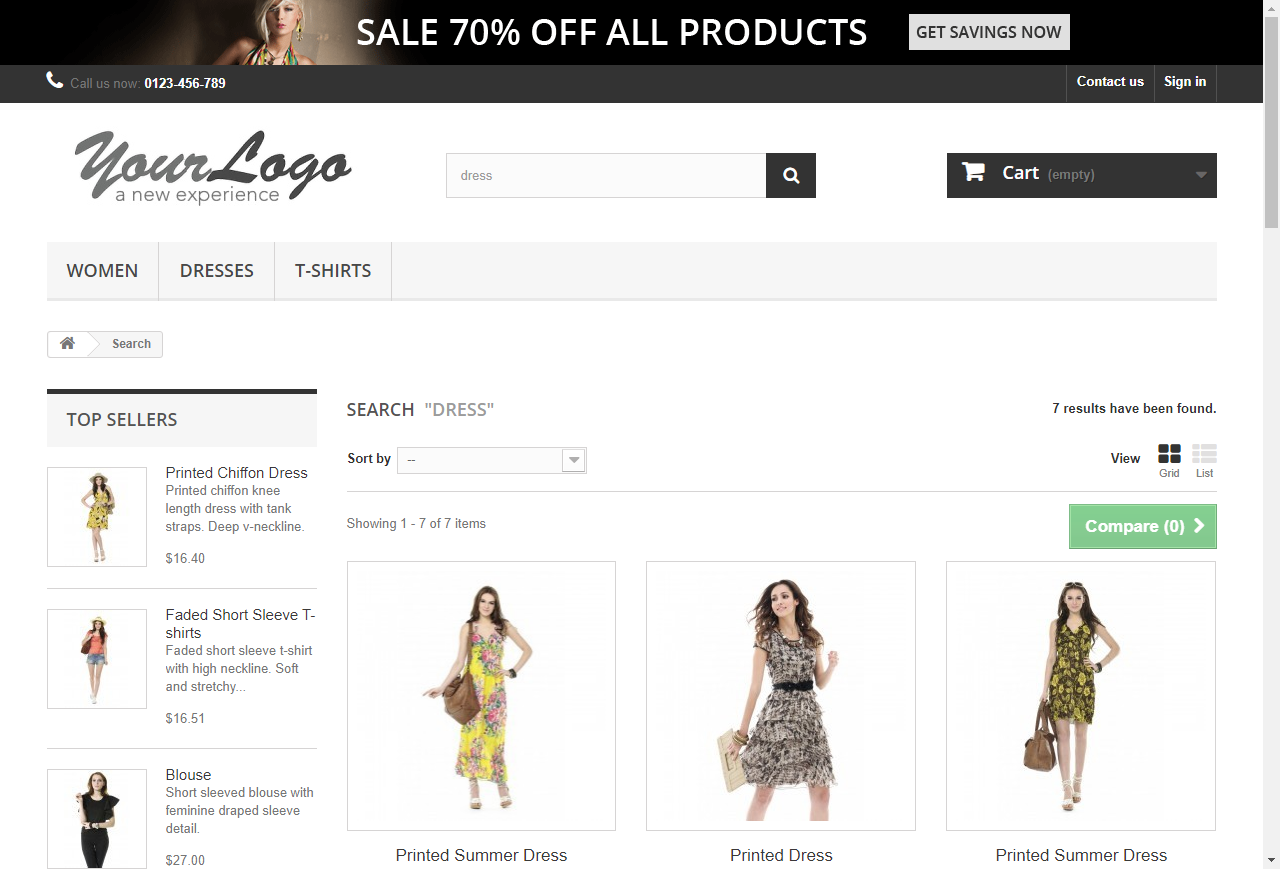 SALE 70% OFF ALL PRODUCTS
GET SAVINGS NOW
Call us now: 0123-456-789
Contact us
Sign in
YourLogo
a new experience
dress
Cart (empty)
WOMEN
DRESSES
T-SHIRTS
Search
TOP SELLERS
Printed Chiffon Dress
Printed chiffon knee
length dress with tank
straps. Deep v-neckline.
$16.40
Faded Short Sleeve T-
shirts
Faded short sleeve t-shirt
with high neckline. Soft
and stretchy...
$16.51
Blouse
Short sleeved blouse with
feminine draped sleeve
detail.
$27.00
SEARCH "DRESS"
7 results have been found.
Sort by
--
View
Grid
List
Showing 1 - 7 of 7 items
Compare (0)
Printed Summer Dress
Printed Dress
Printed Summer Dress